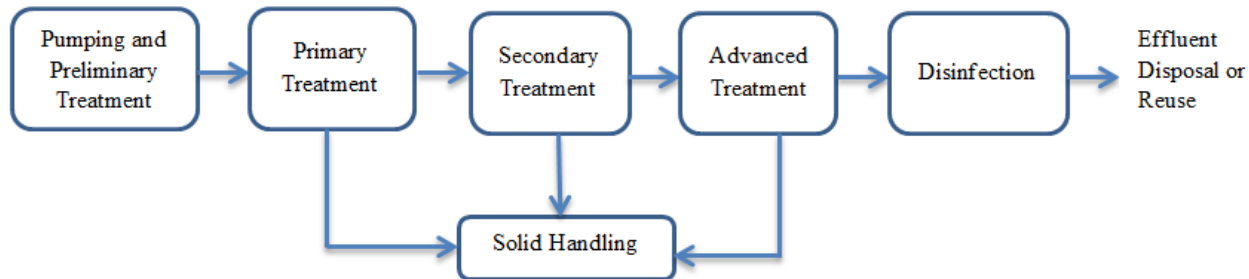 Pumping and
Preliminary
Treatment
Primary
Treatment
Secondary
Treatment
Advanced
Treatment
Disinfection
Effluent
Disposal or
Reuse
Solid Handling